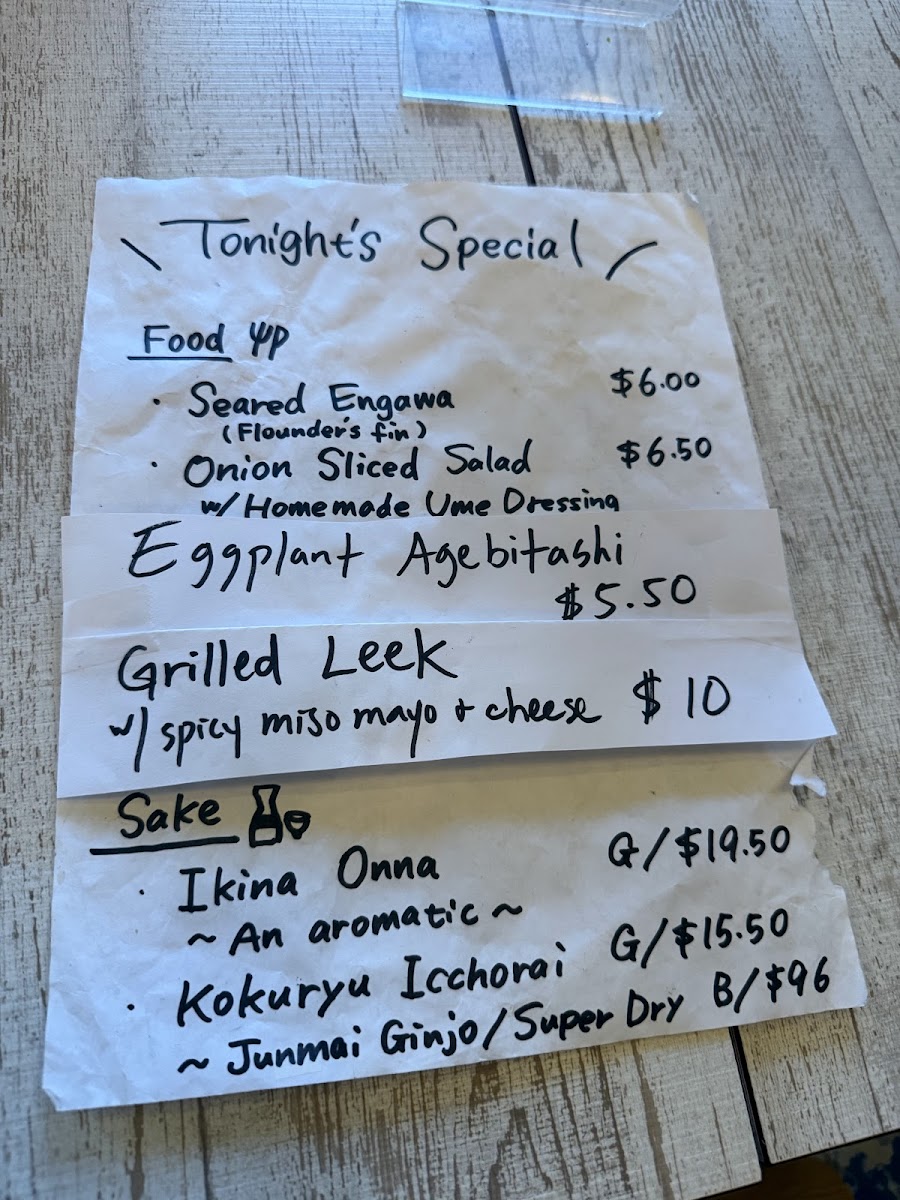 \ Tonight's Special /
Food
· Seared Engawa $6.00
(Flounder's fin)
· Onion Sliced Salad $6.50
w/ Homemade Ume Dressing
Eggplant Agebitashi
$5.50
Grilled Leek
w/ spicy miso mayo + cheese $10
Sake
· Ikina Onna G/$19.50
~ An aromatic ~
· Kokuryu Icchorai G/$15.50
~ Junmai Ginjo/Super Dry B/$96